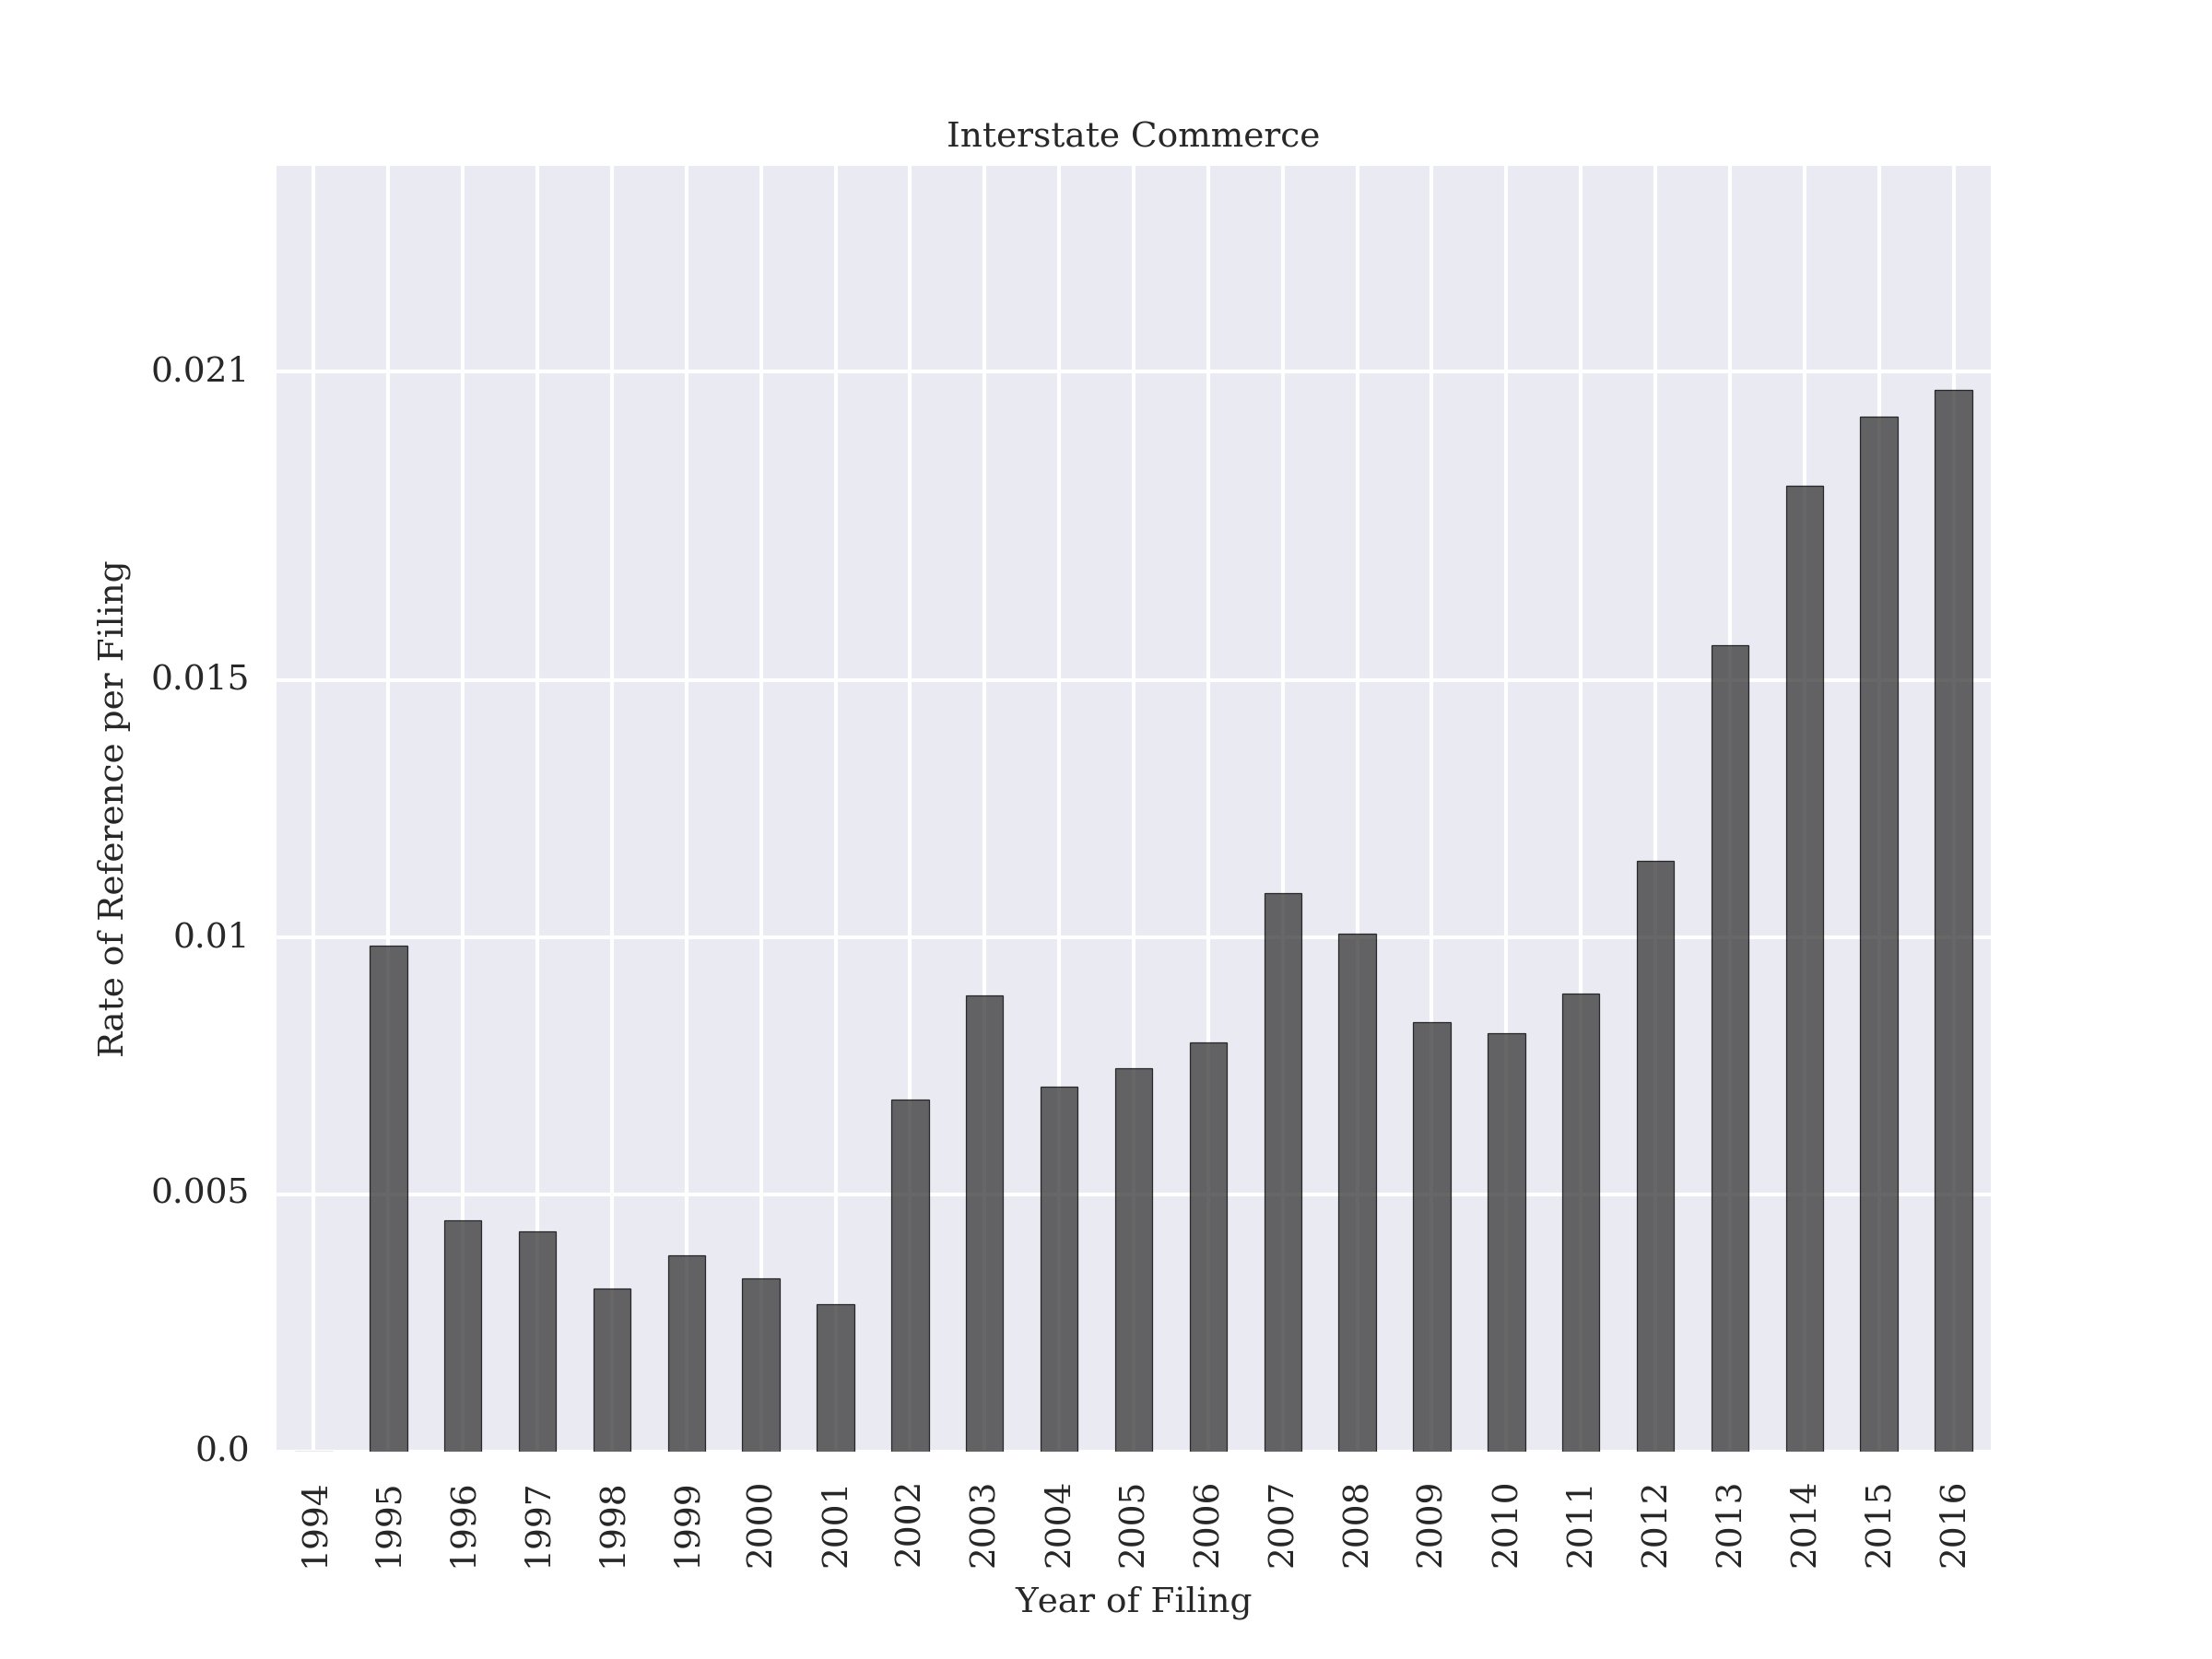 Interstate Commerce
Rate of Reference per Filing
0.021
0.015
0.01
0.005
0.0
1994 1995 1996 1997 1998 1999 2000 2001 2002 2003 2004 2005 2006 2007 2008 2009 2010 2011 2012 2013 2014 2015 2016
Year of Filing